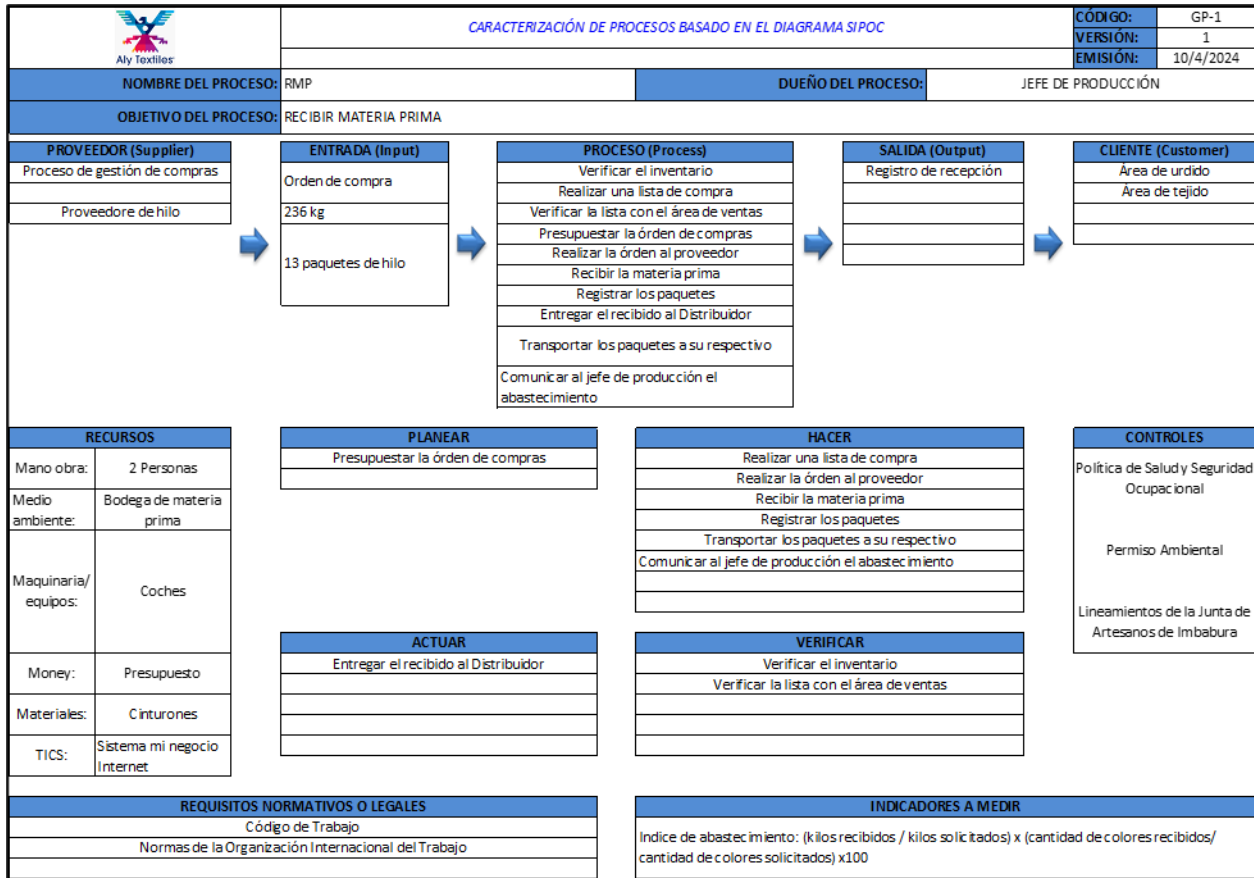 Aly Textiles
CARACTERIZACIÓN DE PROCESOS BASADO EN EL DIAGRAMA SIPOC
CÓDIGO: GP-1
VERSIÓN: 1
EMISIÓN: 10/4/2024
NOMBRE DEL PROCESO: RMP
DUEÑO DEL PROCESO: JEFE DE PRODUCCIÓN
OBJETIVO DEL PROCESO: RECIBIR MATERIA PRIMA
PROVEEDOR (Supplier)
Proceso de gestión de compras
Proveedore de hilo
ENTRADA (Input)
Orden de compra
236 kg
13 paquetes de hilo
PROCESO (Process)
Verificar el inventario
Realizar una lista de compra
Verificar la lista con el área de ventas
Presupuestar la órden de compras
Realizar la órden al proveedor
Recibir la materia prima
Registrar los paquetes
Entregar el recibido al Distribuidor
Transportar los paquetes a su respectivo
Comunicar al jefe de producción el
abastecimiento
SALIDA (Output)
Registro de recepción
CLIENTE (Customer)
Área de urdido
Área de tejido
RECURSOS
Mano obra: 2 Personas
Medio
ambiente:
Bodega de materia
prima
Maquinaria/
equipos:
Coches
Money: Presupuesto
Materiales: Cinturones
TICS:
Sistema mi negocio
Internet
PLANEAR
Presupuestar la órden de compras
HACER
Realizar una lista de compra
Realizar la órden al proveedor
Recibir la materia prima
Registrar los paquetes
Transportar los paquetes a su respectivo
Comunicar al jefe de producción el abastecimiento
CONTROLES
Política de Salud y Seguridad
Ocupacional
Permiso Ambiental
Lineamientos de la Junta de
Artesanos de Imbabura
ACTUAR
Entregar el recibido al Distribuidor
VERIFICAR
Verificar el inventario
Verificar la lista con el área de ventas
REQUISITOS NORMATIVOS O LEGALES
Código de Trabajo
Normas de la Organización Internacional del Trabajo
INDICADORES A MEDIR
Indice de abastecimiento: (kilos recibidos / kilos solicitados) x (cantidad de colores recibidos/
cantidad de colores solicitados) x100